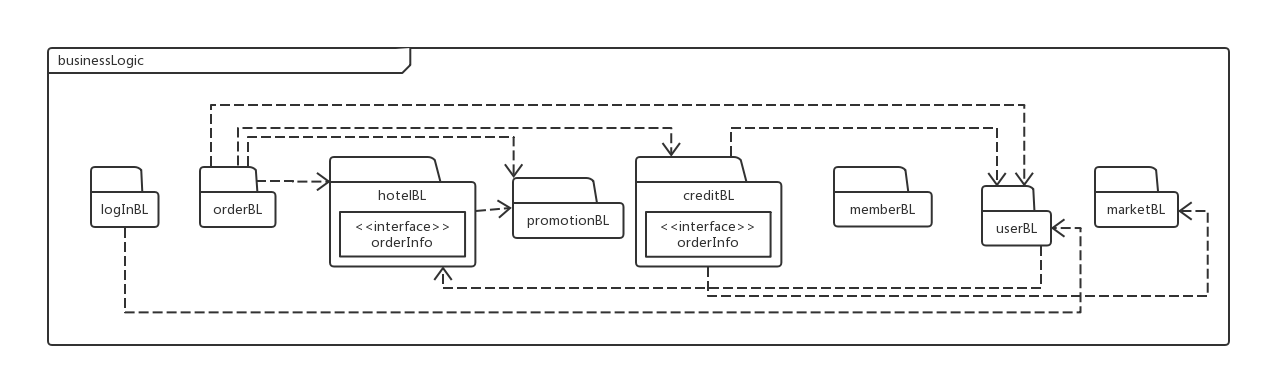 businessLogic
logInBL
orderBL
hotelBL
<<interface>>
orderInfo
promotionBL
creditBL
<<interface>>
orderInfo
memberBL
userBL
marketBL